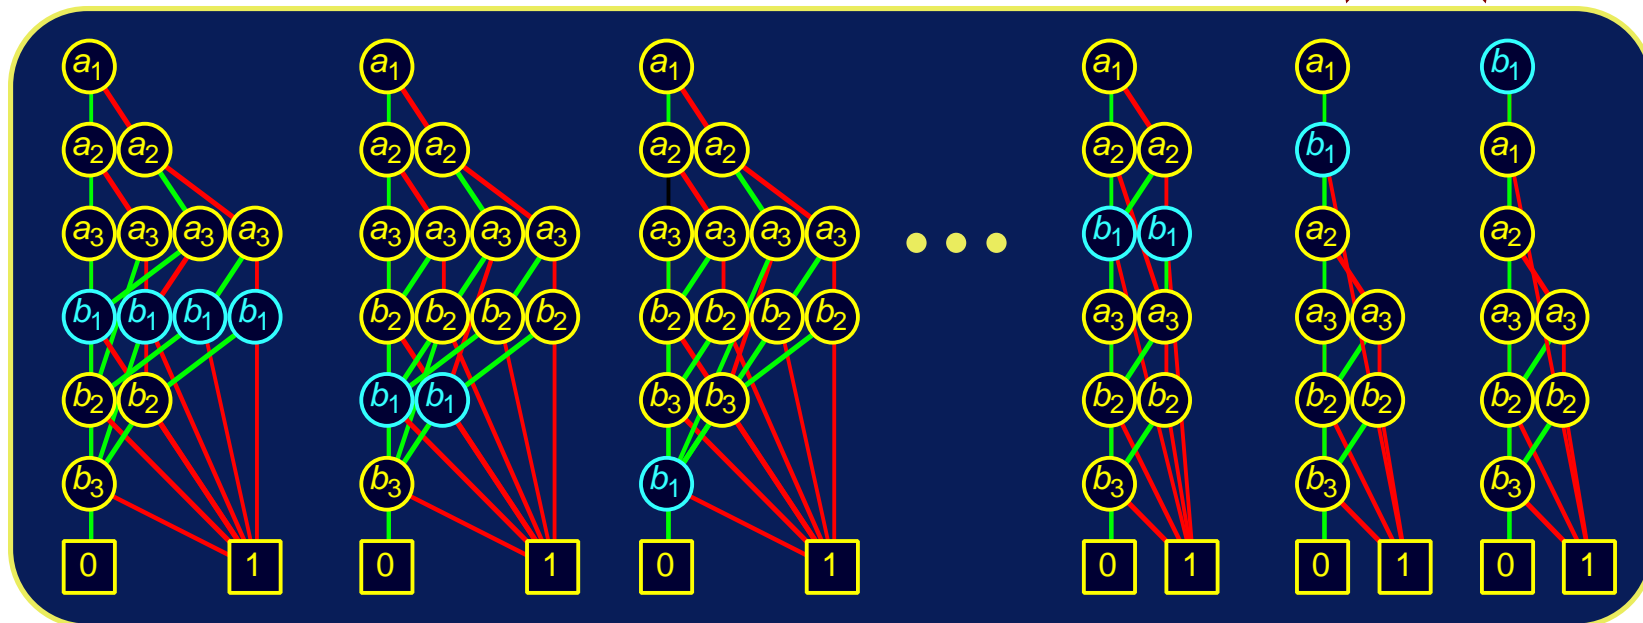 a1 a1 a1 a1 a1 b1
a2 a2 a2 a2 a2 a2 a2 a2 b1 a1
a3 a3 a3 a3 a3 a3 a3 a3 a3 a3 a3 a3 b1 b1 a2 a2
b1 b1 b1 b1 b2 b2 b2 b2 b2 b2 b2 b2 a3 a3 a3 a3 a3 a3
b2 b2 b1 b1 b3 b3 b2 b2 b2 b2 b2 b2
b3 b3 b1 b3 b3 b3
0 1 0 1 0 1 0 1 0 1 0 1